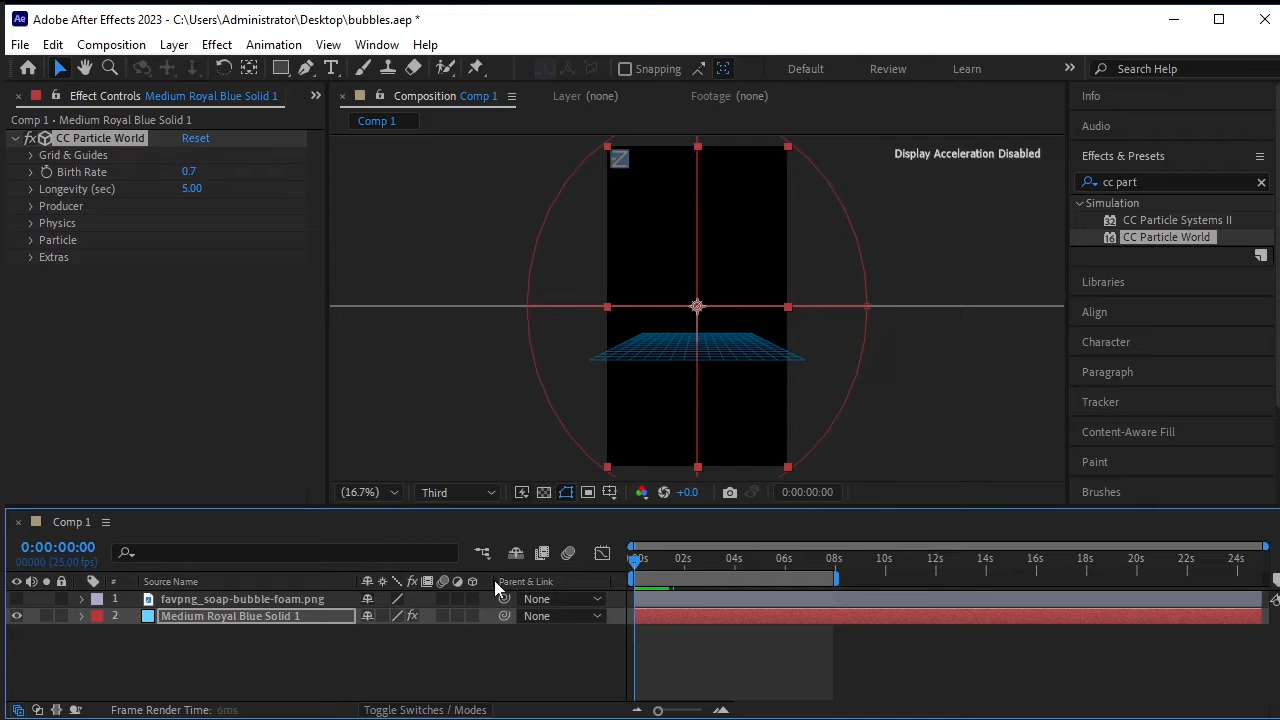 Ae Adobe After Effects 2023 - C:\Users\Administrator\Desktop\bubbles.aep *
File Edit Composition Layer Effect Animation View Window Help
Snapping Default Review Learn Search Help
Effect Controls Medium Royal Blue Solid 1
Comp 1 • Medium Royal Blue Solid 1
fx CC Particle World Reset
Grid & Guides
Birth Rate 0.7
Longevity (sec) 5.00
Producer
Physics
Particle
Extras
Composition Comp 1 Layer (none) Footage (none)
Comp 1
Display Acceleration Disabled
(16.7%) Third +0.0 0:00:00:00
Info
Audio
Effects & Presets
cc part
Simulation
32 CC Particle Systems II
16 CC Particle World
Libraries
Align
Character
Paragraph
Tracker
Content-Aware Fill
Paint
Brushes
Comp 1
0:00:00:00
00000 (25.00 fps)
:00s 02s 04s 06s 08s 10s 12s 14s 16s 18s 20s 22s 24s
# Source Name fx Parent & Link
1 favpng_soap-bubble-foam.png None
2 Medium Royal Blue Solid 1 fx None
Frame Render Time: 6ms Toggle Switches / Modes